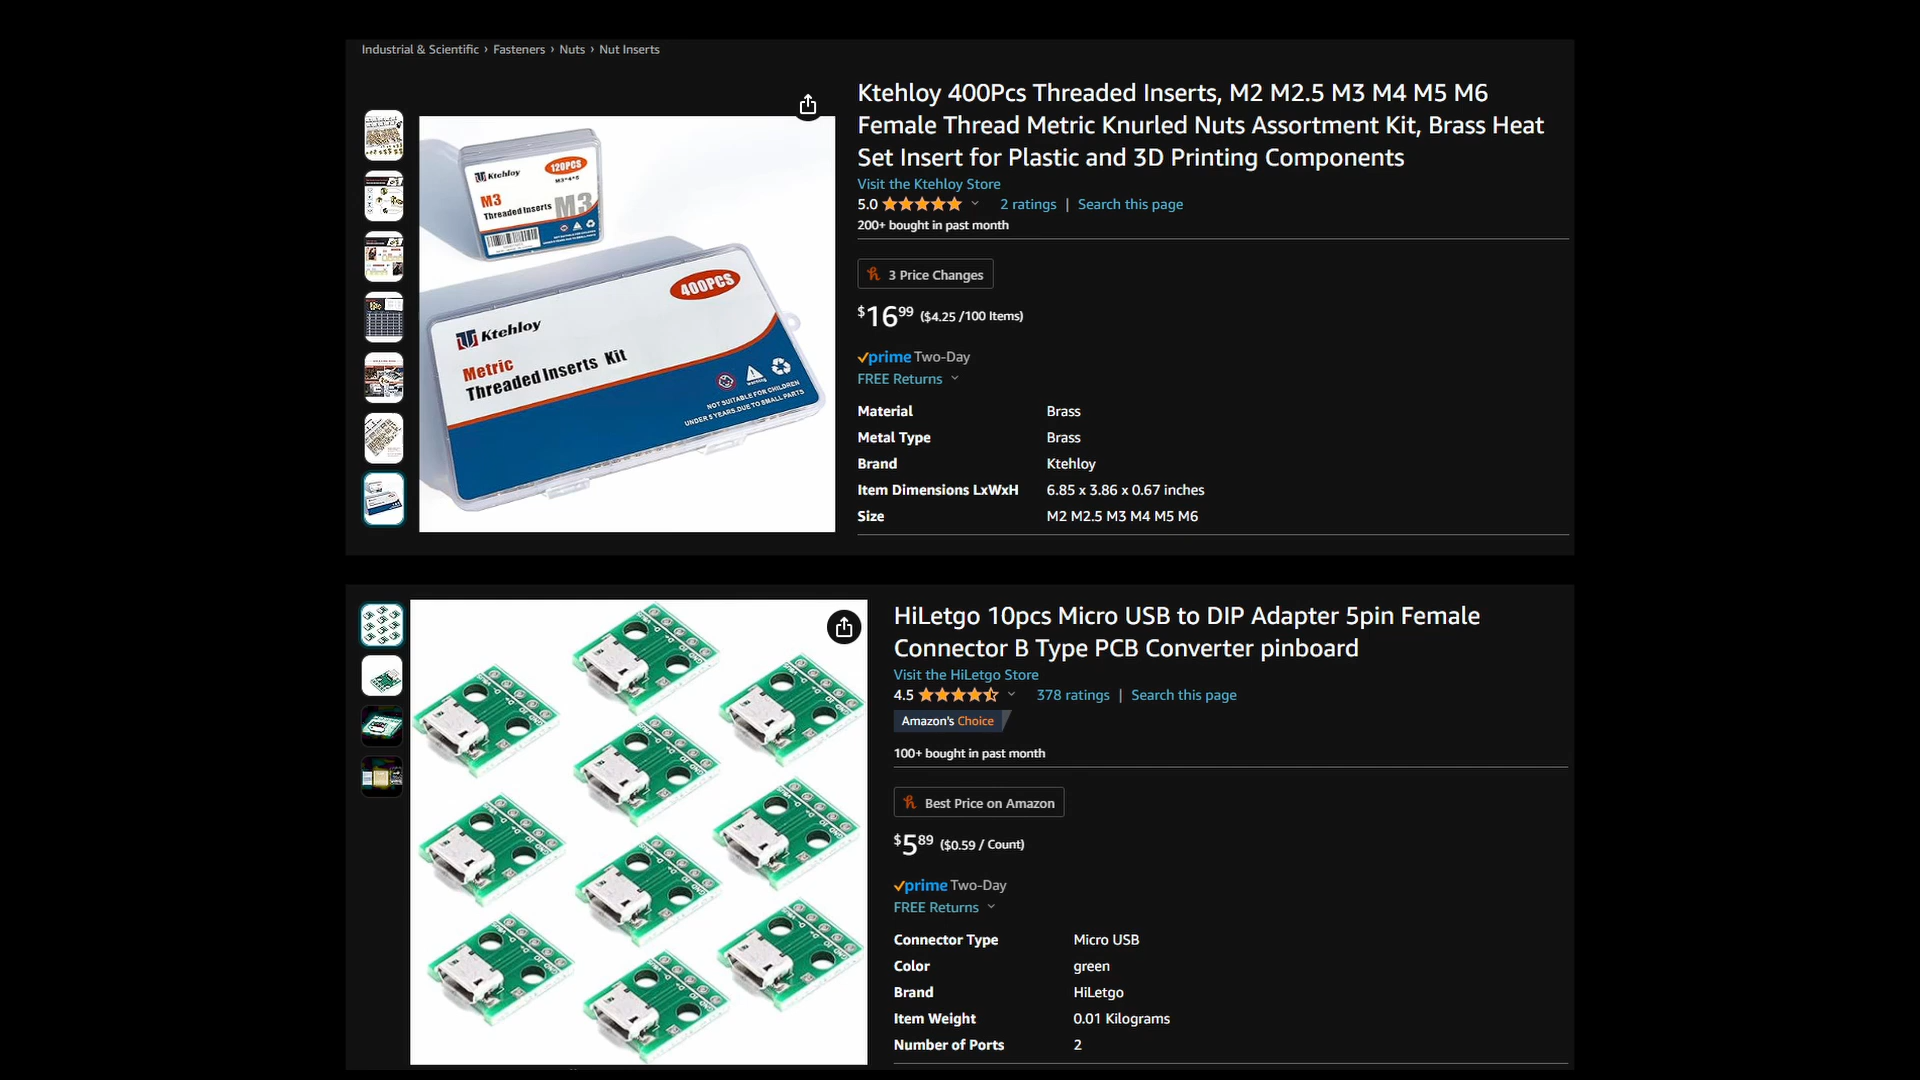 Industrial & Scientific › Fasteners › Nuts › Nut Inserts
Ktehloy 400Pcs Threaded Inserts, M2 M2.5 M3 M4 M5 M6
Female Thread Metric Knurled Nuts Assortment Kit, Brass Heat
Set Insert for Plastic and 3D Printing Components
Visit the Ktehloy Store
5.0 2 ratings | Search this page
200+ bought in past month
3 Price Changes
$16.99 ($4.25 /100 Items)
prime Two-Day
FREE Returns
Material Brass
Metal Type Brass
Brand Ktehloy
Item Dimensions LxWxH 6.85 x 3.86 x 0.67 inches
Size M2 M2.5 M3 M4 M5 M6
Ktehloy
120PCS
M3
Threaded Inserts
M3
400PCS
Ktehloy
Metric
Threaded Inserts Kit
warning
NOT SUITABLE FOR CHILDREN
UNDER 5 YEARS.DUE TO SMALL PARTS
HiLetgo 10pcs Micro USB to DIP Adapter 5pin Female
Connector B Type PCB Converter pinboard
Visit the HiLetgo Store
4.5 378 ratings | Search this page
Amazon's Choice
100+ bought in past month
Best Price on Amazon
$5.89 ($0.59 / Count)
prime Two-Day
FREE Returns
Connector Type Micro USB
Color green
Brand HiLetgo
Item Weight 0.01 Kilograms
Number of Ports 2